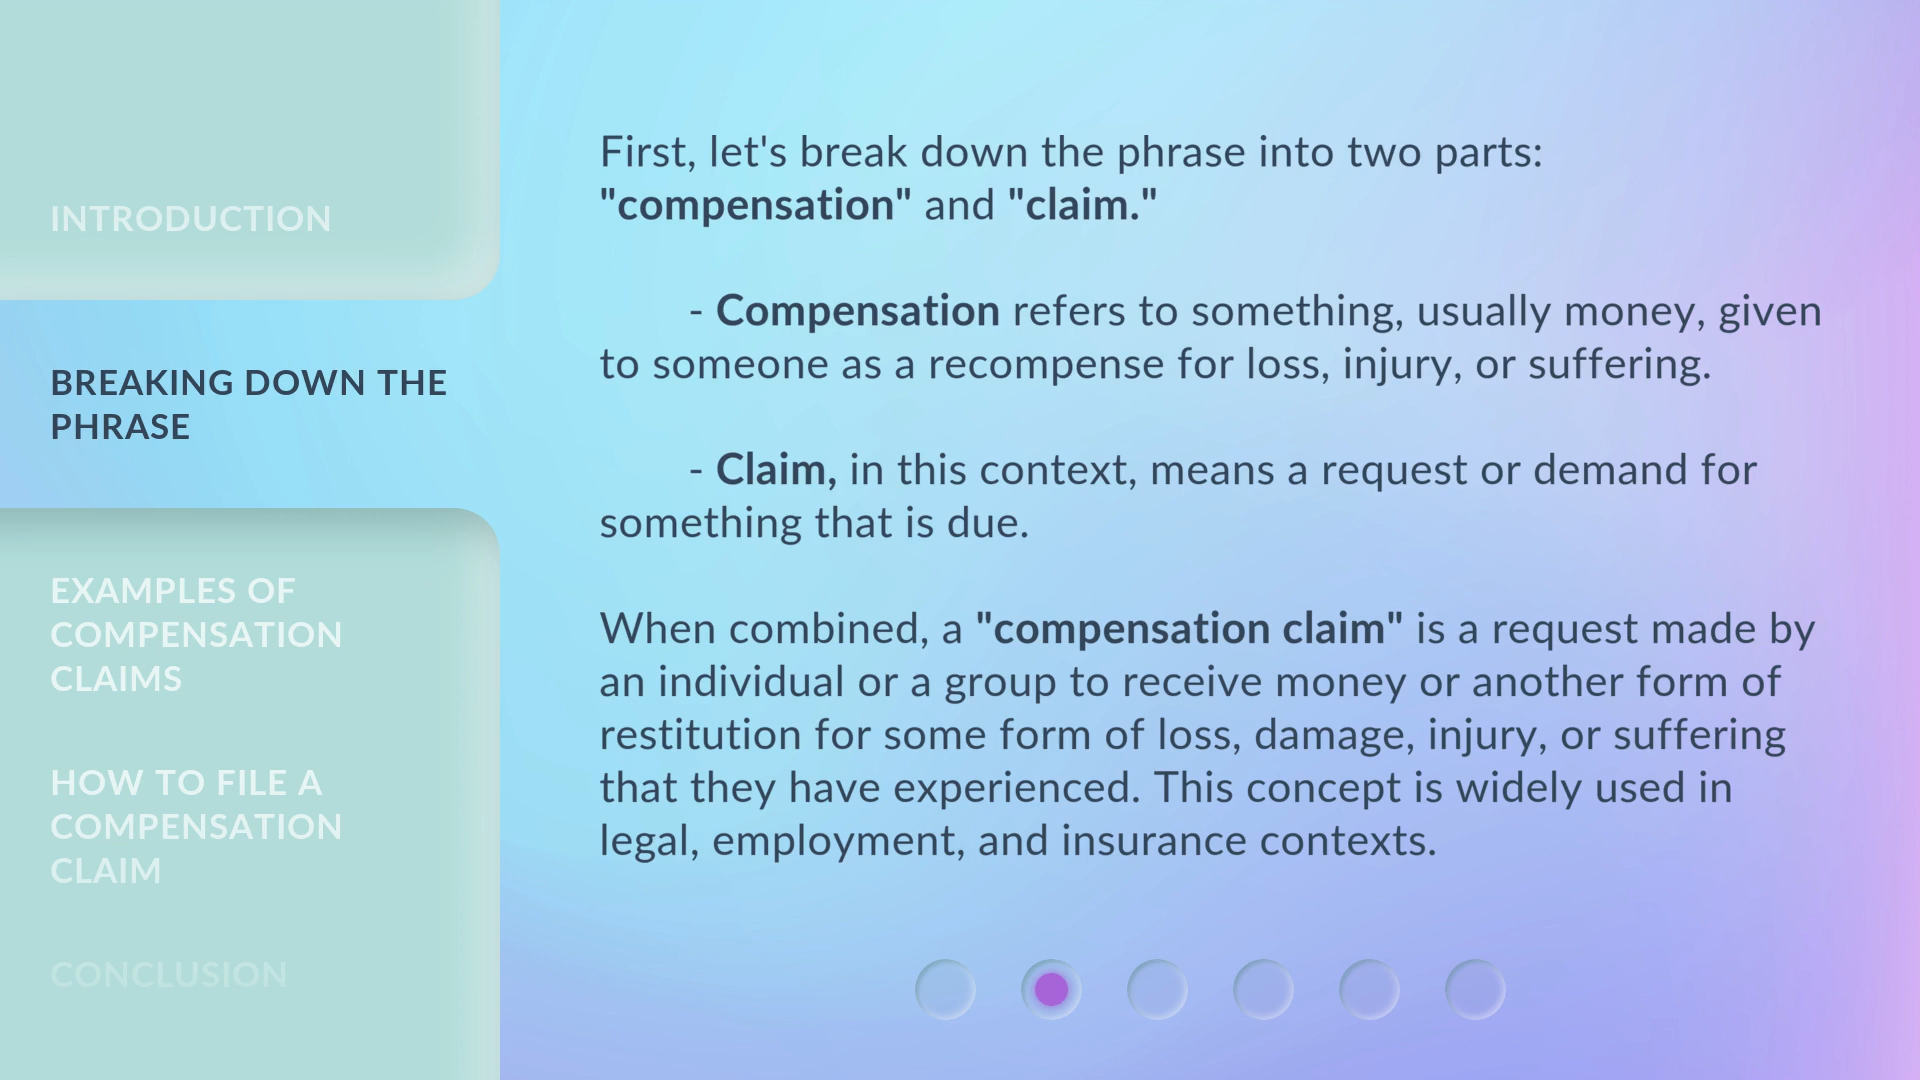 INTRODUCTION
BREAKING DOWN THE
PHRASE
EXAMPLES OF
COMPENSATION
CLAIMS
HOW TO FILE A
COMPENSATION
CLAIM
CONCLUSION
First, let's break down the phrase into two parts:
"compensation" and "claim."
- Compensation refers to something, usually money, given
to someone as a recompense for loss, injury, or suffering.
- Claim, in this context, means a request or demand for
something that is due.
When combined, a "compensation claim" is a request made by
an individual or a group to receive money or another form of
restitution for some form of loss, damage, injury, or suffering
that they have experienced. This concept is widely used in
legal, employment, and insurance contexts.